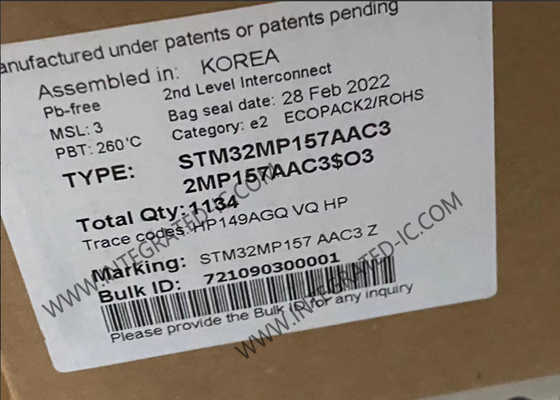 anufactured under patents or patents pending
Assembled in: KOREA
Pb-free 2nd Level Interconnect
MSL: 3 Bag seal date: 28 Feb 2022
PBT: 260'C Category: e2 ECOPACK2/ROHS
TYPE: STM32MP157AAC3
2MP157AAC3$O3
Total Qty: 1134
Trace codes: HP149AGQ VQ HP
Marking: STM32MP157 AAC3 Z
Bulk ID: 721090300001
Please provide the Bulk ID for any inquiry
WWW.INTEGRATED-IC.COM
WWW.INTEGRATED-IC.COM